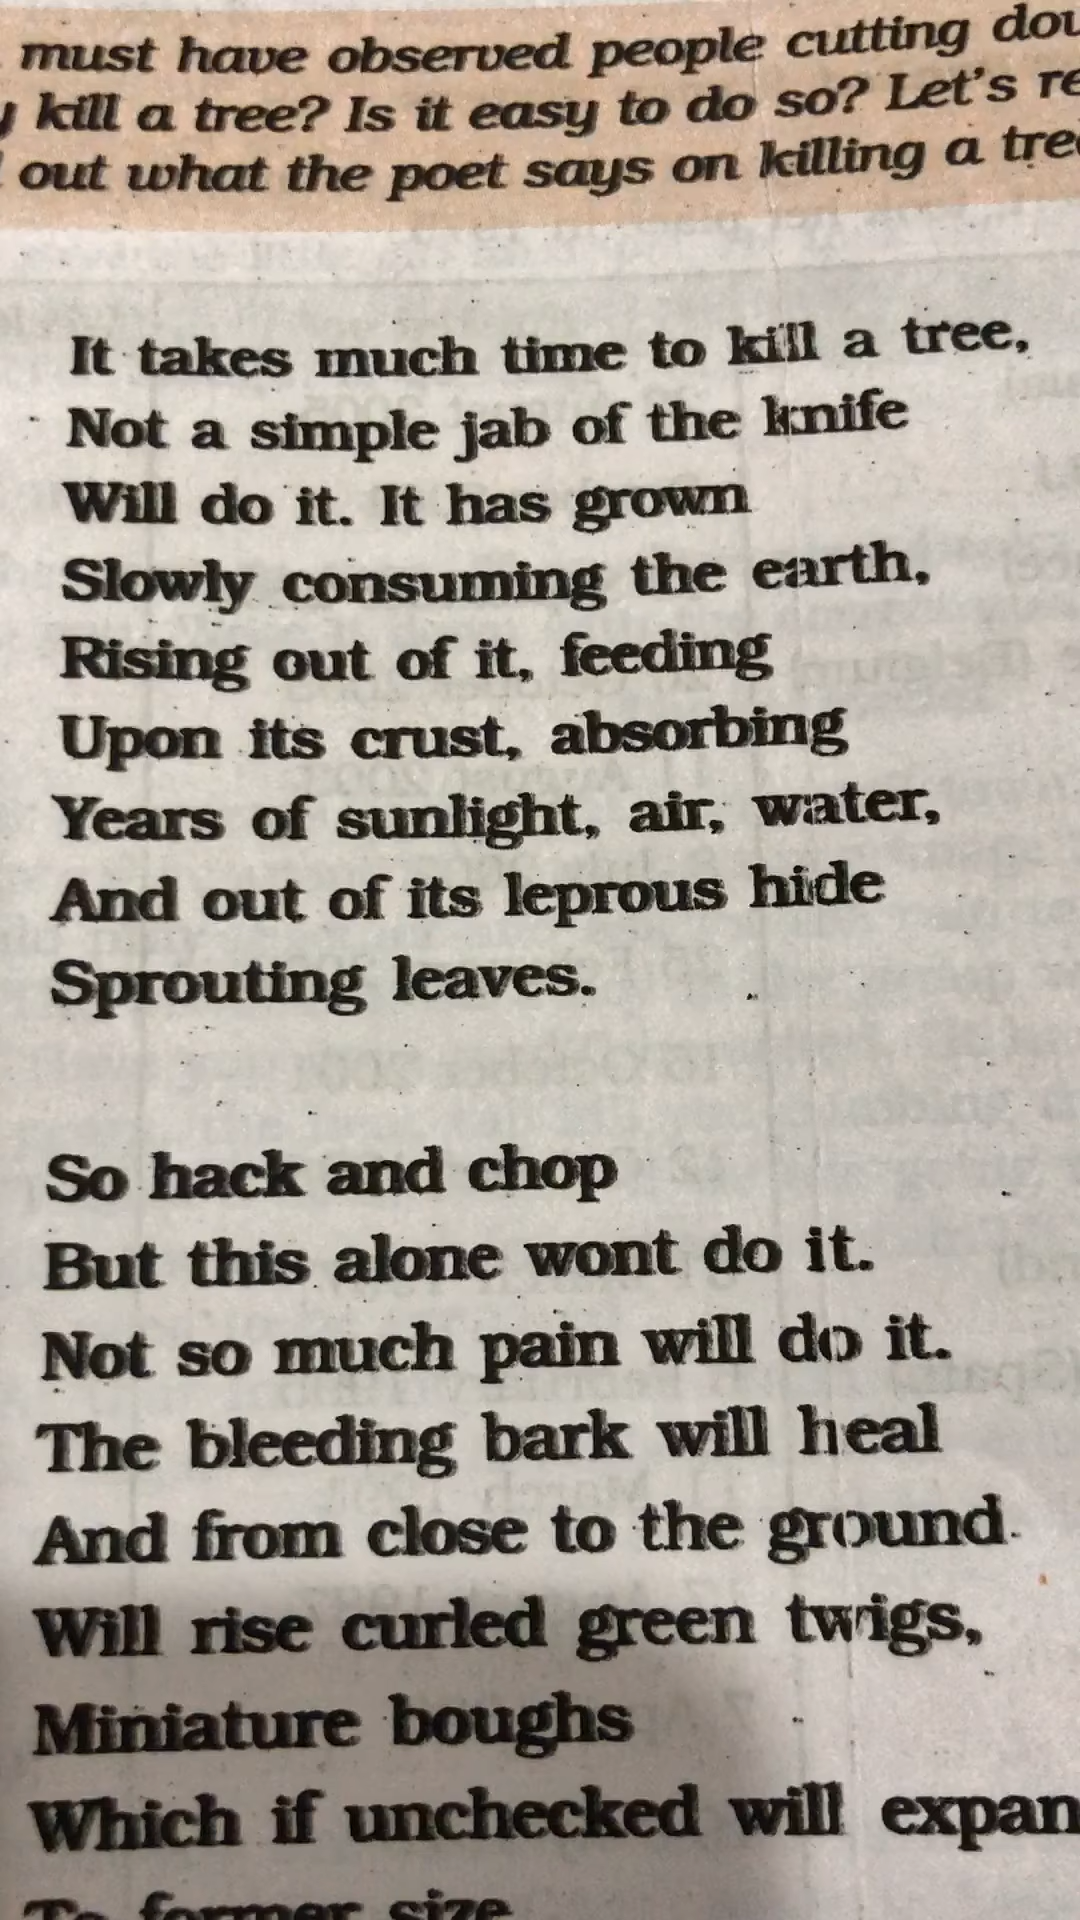 must have observed people cutting
kill a tree? Is it easy to do so? Let's
out what the poet says on killing a
It takes much time to kill a tree,
Not a simple jab of the knife
Will do it. It has grown
Slowly consuming the earth,
Rising out of it, feeding
Upon its crust, absorbing
Years of sunlight, air, water,
And out of its leprous hide
Sprouting leaves.
So hack and chop
But this alone wont do it.
Not so much pain will do it.
The bleeding bark will heal
And from close to the ground
Will rise curled green twigs,
Miniature boughs
Which if unchecked will expan
To former size